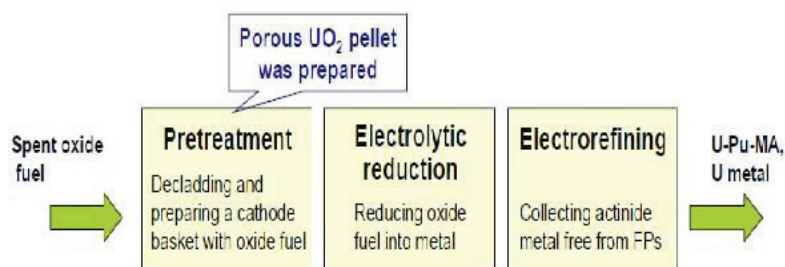 Porous UO₂ pellet
was prepared
Spent oxide
fuel
Pretreatment
Decladding and
preparing a cathode
basket with oxide fuel
Electrolytic
reduction
Reducing oxide
fuel into metal
Electrorefining
Collecting actinide
metal free from FPs
U-Pu-MA,
U metal